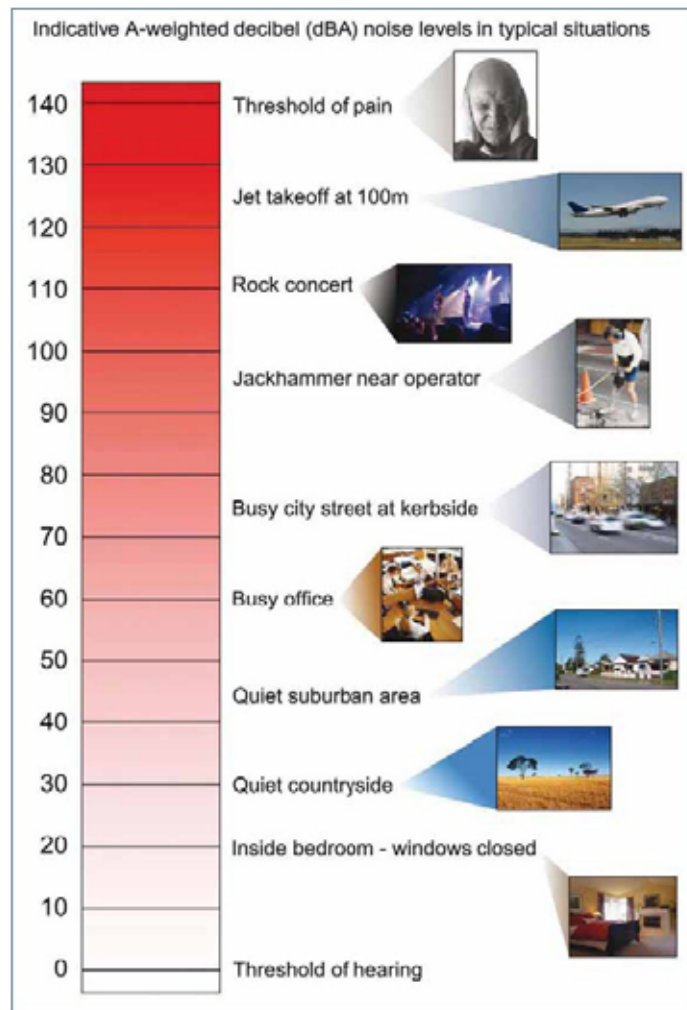 Indicative A-weighted decibel (dBA) noise levels in typical situations
140
Threshold of pain
130
Jet takeoff at 100m
120
110
Rock concert
100
Jackhammer near operator
90
80
Busy city street at kerbside
70
60
Busy office
50
Quiet suburban area
40
30
Quiet countryside
20
Inside bedroom - windows closed
10
0
Threshold of hearing